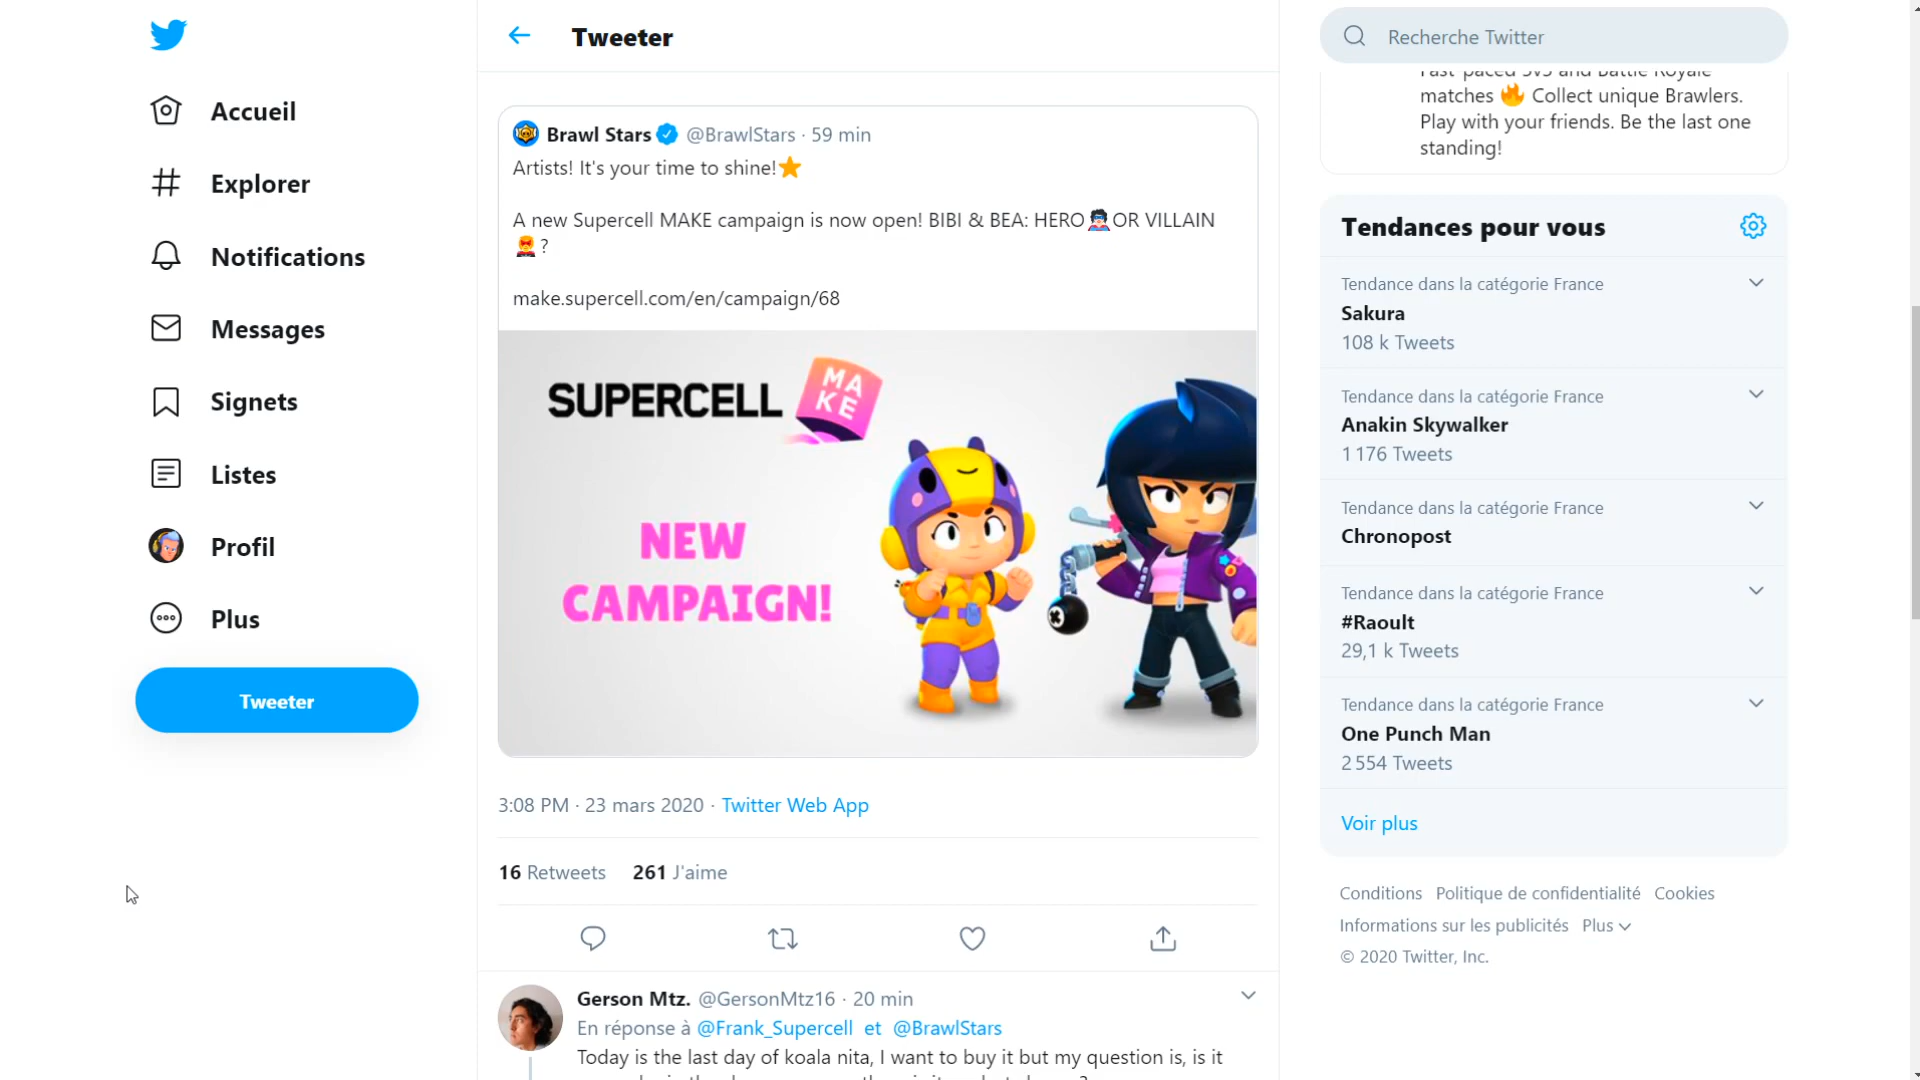 Tweeter
Recherche Twitter
Accueil
Explorer
Notifications
Messages
Signets
Listes
Profil
Plus
Tweeter
Brawl Stars @BrawlStars · 59 min
Artists! It's your time to shine!⭐
A new Supercell MAKE campaign is now open! BIBI & BEA: HERO🦸OR VILLAIN
🦹?
make.supercell.com/en/campaign/68
SUPERCELL
MA
KE
NEW
CAMPAIGN!
3:08 PM · 23 mars 2020 · Twitter Web App
16 Retweets 261 J'aime
Gerson Mtz. @GersonMtz16 · 20 min
En réponse à @Frank_Supercell et @BrawlStars
Today is the last day of koala nita, I want to buy it but my question is, is it
Fast-paced 3v3 and Battle Royale
matches 🔥 Collect unique Brawlers.
Play with your friends. Be the last one
standing!
Tendances pour vous
Tendance dans la catégorie France
Sakura
108 k Tweets
Tendance dans la catégorie France
Anakin Skywalker
1 176 Tweets
Tendance dans la catégorie France
Chronopost
Tendance dans la catégorie France
#Raoult
29,1 k Tweets
Tendance dans la catégorie France
One Punch Man
2 554 Tweets
Voir plus
Conditions Politique de confidentialité Cookies
Informations sur les publicités Plus
© 2020 Twitter, Inc.